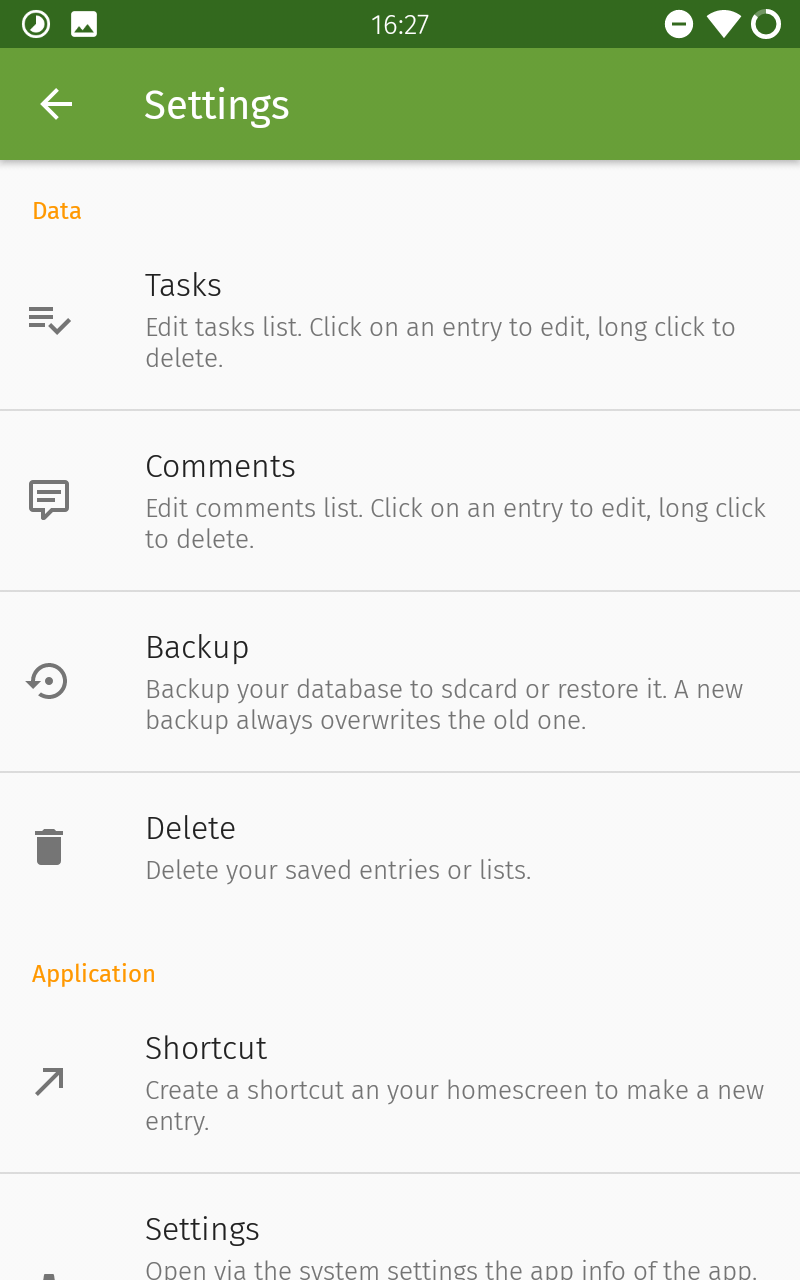 16:27
Settings
Data
Tasks
Edit tasks list. Click on an entry to edit, long click to
delete.
Comments
Edit comments list. Click on an entry to edit, long click
to delete.
Backup
Backup your database to sdcard or restore it. A new
backup always overwrites the old one.
Delete
Delete your saved entries or lists.
Application
Shortcut
Create a shortcut an your homescreen to make a new
entry.
Settings
Open via the system settings the app info of the app.